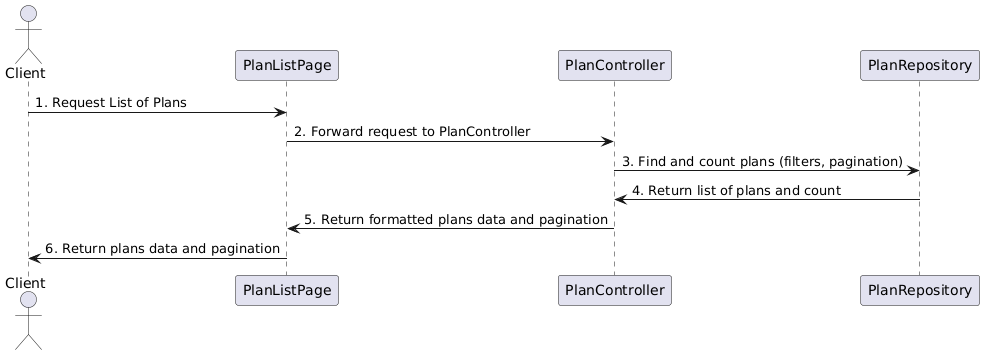 Client
PlanListPage
PlanController
PlanRepository
1. Request List of Plans
2. Forward request to PlanController
3. Find and count plans (filters, pagination)
4. Return list of plans and count
5. Return formatted plans data and pagination
6. Return plans data and pagination
Client
PlanListPage
PlanController
PlanRepository